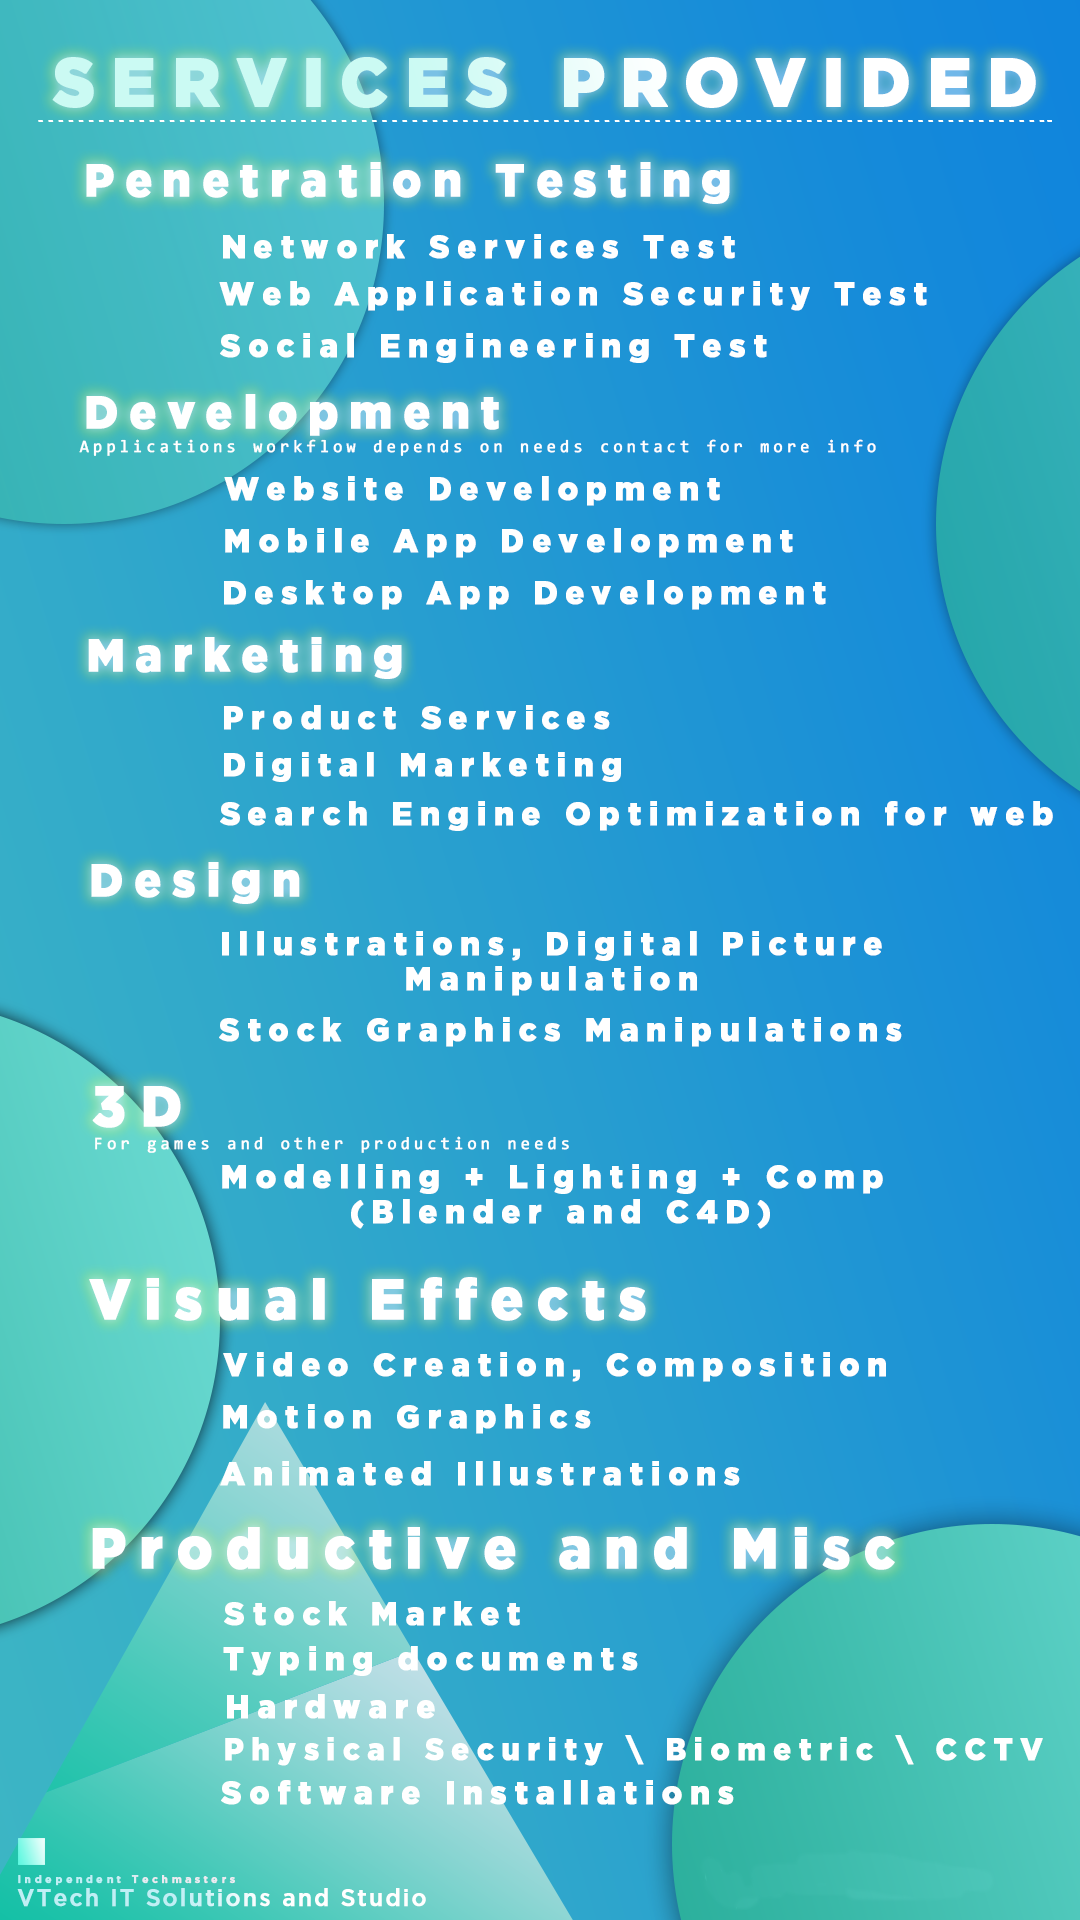 SERVICES PROVIDED
Penetration Testing
Network Services Test
Web Application Security Test
Social Engineering Test
Development
Applications workflow depends on needs contact for more info
Website Development
Mobile App Development
Desktop App Development
Marketing
Product Services
Digital Marketing
Search Engine Optimization for web
Design
Illustrations, Digital Picture
Manipulation
Stock Graphics Manipulations
3D
For games and other production needs
Modelling + Lighting + Comp
(Blender and C4D)
Visual Effects
Video Creation, Composition
Motion Graphics
Animated Illustrations
Productive and Misc
Stock Market
Typing documents
Hardware
Physical Security \ Biometric \ CCTV
Software Installations
Independent Techmasters
VTech IT Solutions and Studio